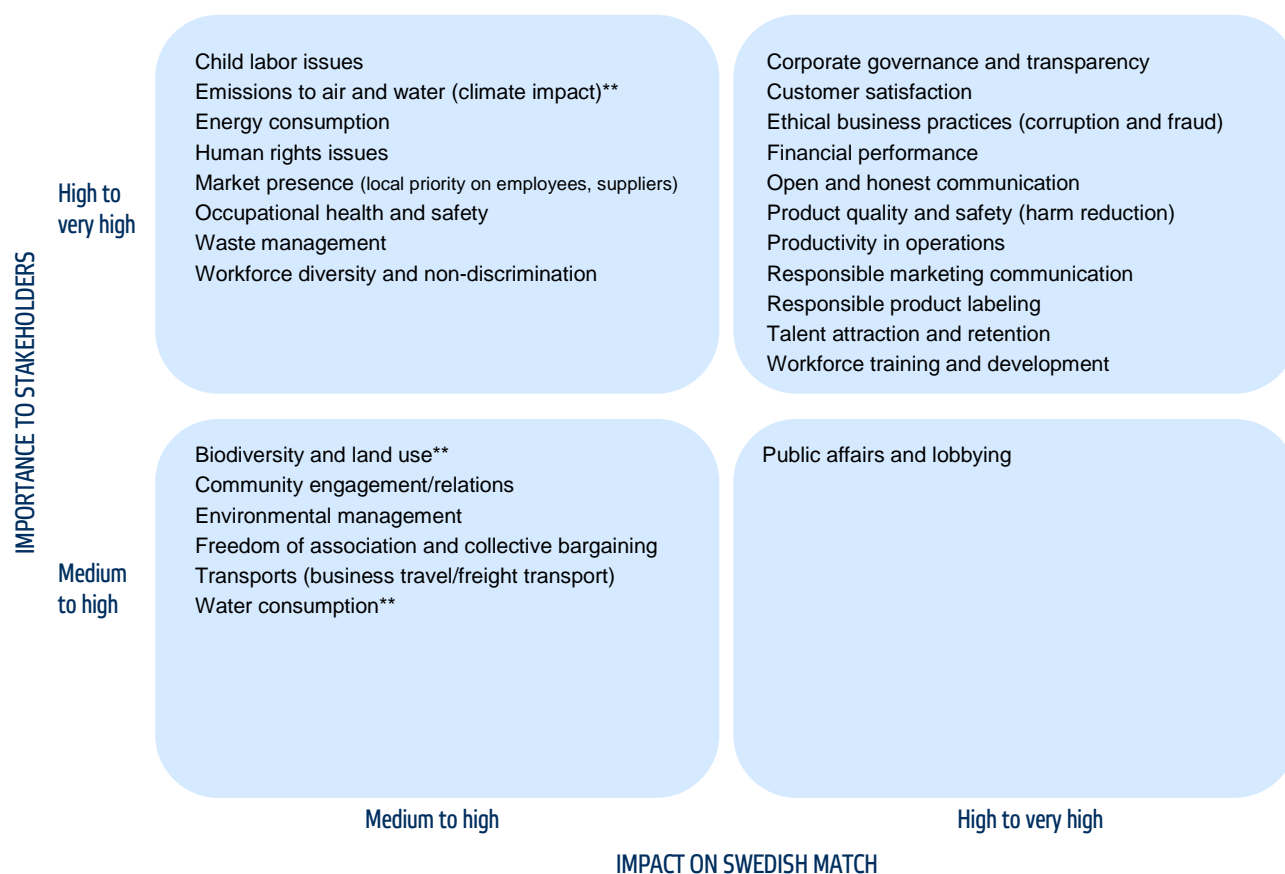 IMPORTANCE TO STAKEHOLDERS
High to
very high
Child labor issues
Emissions to air and water (climate impact)**
Energy consumption
Human rights issues
Market presence (local priority on employees, suppliers)
Occupational health and safety
Waste management
Workforce diversity and non-discrimination
Corporate governance and transparency
Customer satisfaction
Ethical business practices (corruption and fraud)
Financial performance
Open and honest communication
Product quality and safety (harm reduction)
Productivity in operations
Responsible marketing communication
Responsible product labeling
Talent attraction and retention
Workforce training and development
Medium
to high
Biodiversity and land use**
Community engagement/relations
Environmental management
Freedom of association and collective bargaining
Transports (business travel/freight transport)
Water consumption**
Public affairs and lobbying
Medium to high
High to very high
IMPACT ON SWEDISH MATCH